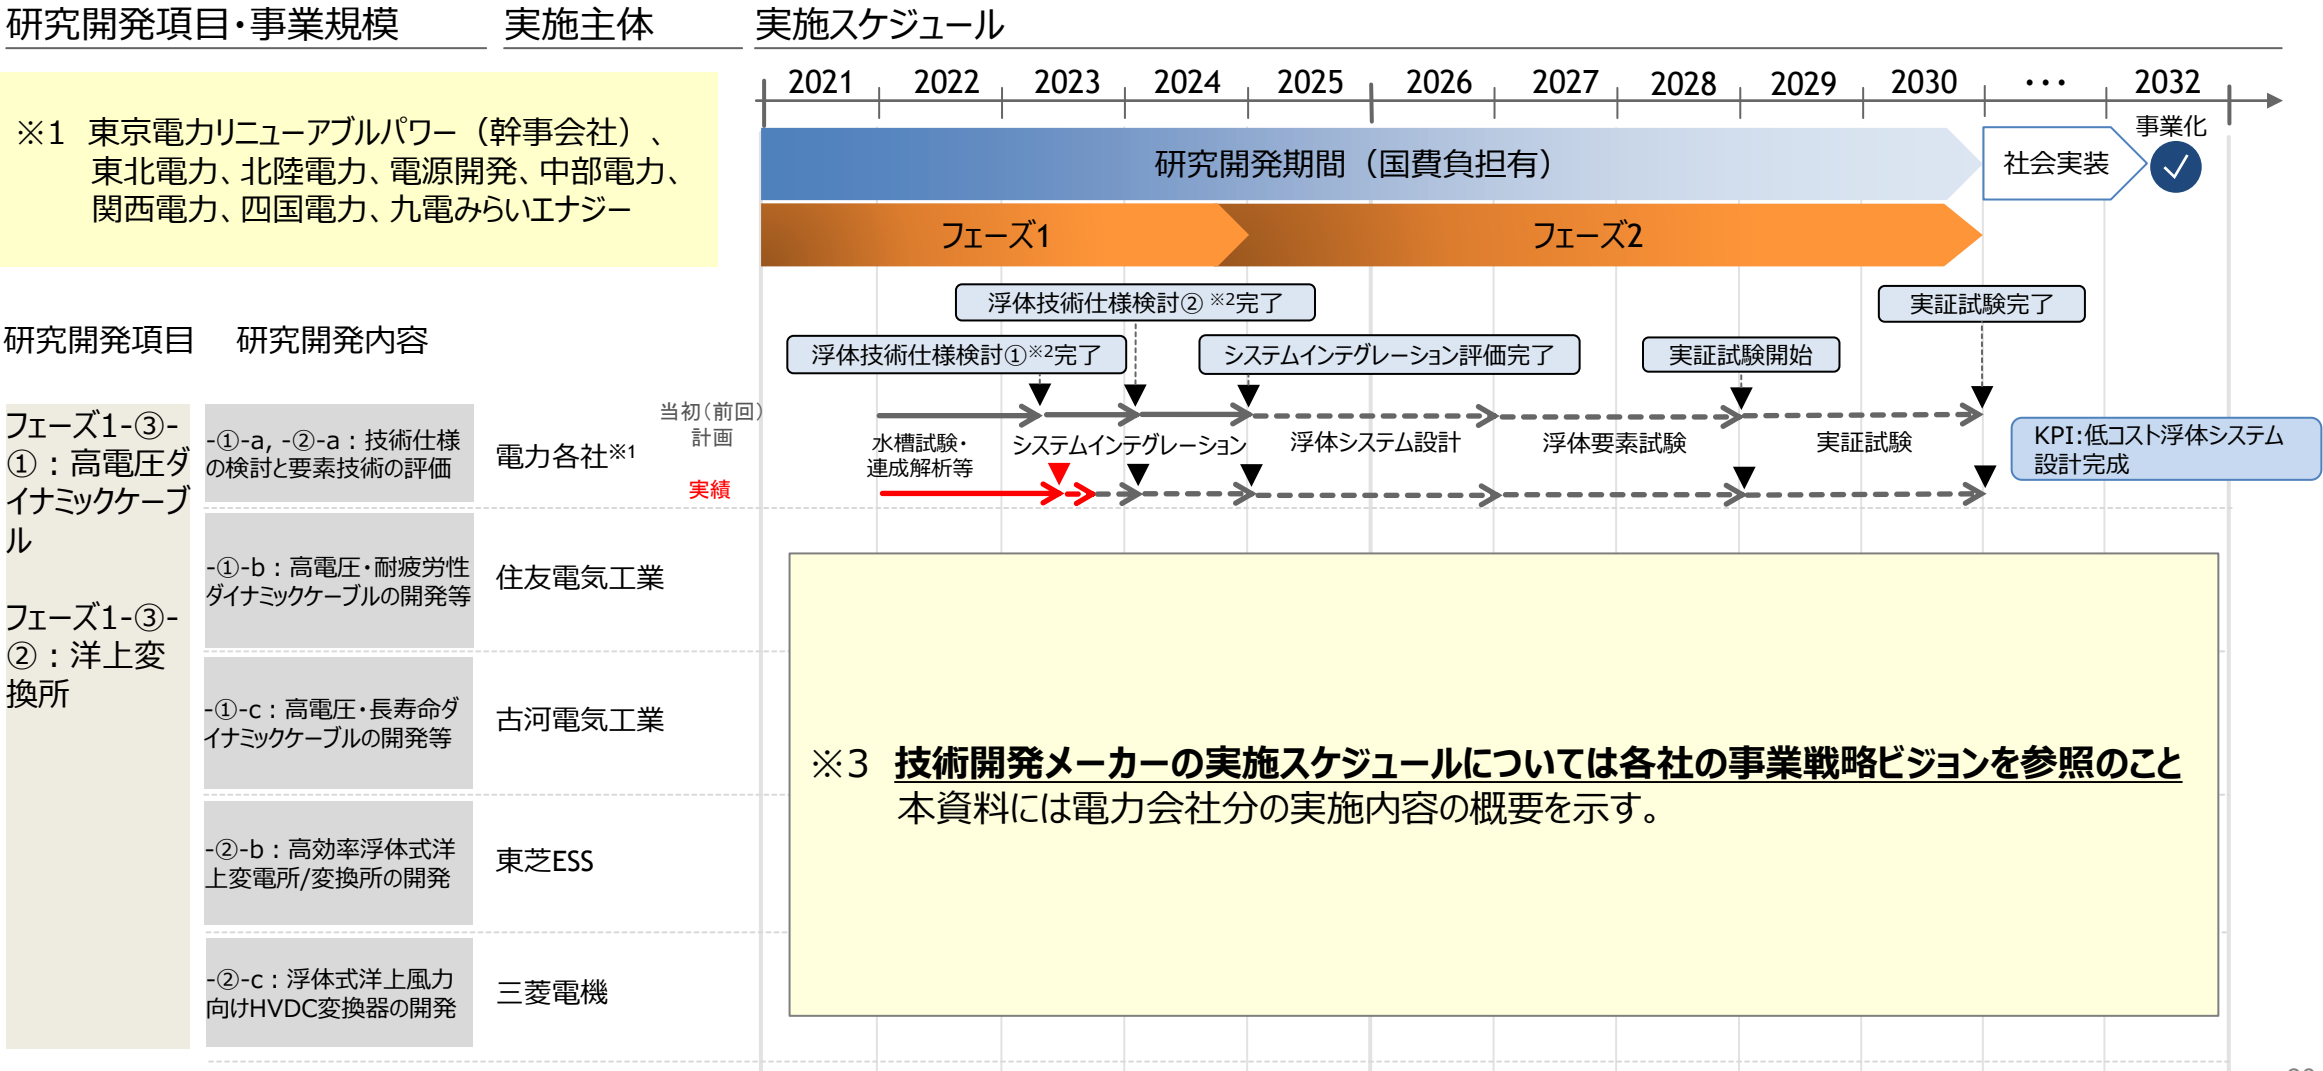 研究開発項目・事業規模
実施主体
実施スケジュール
2021 2022 2023 2024 2025 2026 2027 2028 2029 2030 ・・・ 2032
※1 東京電力リニューアブルパワー（幹事会社）、
東北電力、北陸電力、電源開発、中部電力、
関西電力、四国電力、九電みらいエナジー
研究開発期間（国費負担有）
社会実装
事業化
フェーズ1
フェーズ2
浮体技術仕様検討② ※2完了
実証試験完了
浮体技術仕様検討①※2完了
システムインテグレーション評価完了
実証試験開始
研究開発項目
研究開発内容
フェーズ1-③-
①：高電圧ダ
イナミックケーブ
ル
フェーズ1-③-
②：洋上変
換所
-①-a, -②-a：技術仕様
の検討と要素技術の評価
電力各社※1
当初（前回）
計画
実績
水槽試験・
連成解析等
システムインテグレーション
浮体システム設計
浮体要素試験
実証試験
KPI:低コスト浮体システム
設計完成
-①-b：高電圧・耐疲労性
ダイナミックケーブルの開発等
住友電気工業
-①-c：高電圧・長寿命ダ
イナミックケーブルの開発等
古河電気工業
-②-b：高効率浮体式洋
上変電所/変換所の開発
東芝ESS
-②-c：浮体式洋上風力
向けHVDC変換器の開発
三菱電機
※3 技術開発メーカーの実施スケジュールについては各社の事業戦略ビジョンを参照のこと
本資料には電力会社分の実施内容の概要を示す。